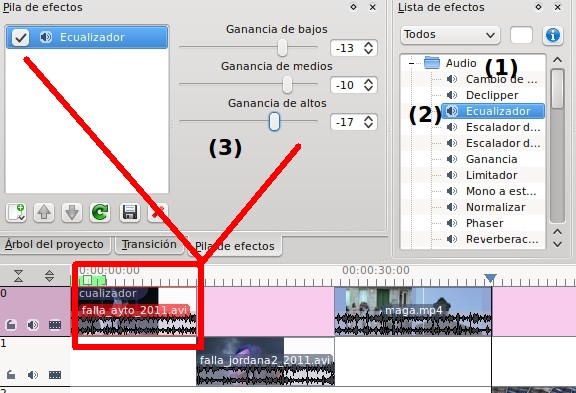 Pila de efectos
Ecualizador
Ganancia de bajos
-13
Ganancia de medios
-10
Ganancia de altos
-17
(3)
Árbol del proyecto
Transición
Pila de efectos
Lista de efectos
Todos
Audio
(1)
Cambio de ...
Declipper
(2)
Ecualizador
Escalador d...
Escalador d...
Ganancia
Limitador
Mono a est...
Normalizar
Phaser
Reverberac...
0:00:00:00
00:00:30:00
0
cualizador
falla_ayto_2011.avi
maga.mp4
1
falla_jordana2_2011.avi
2